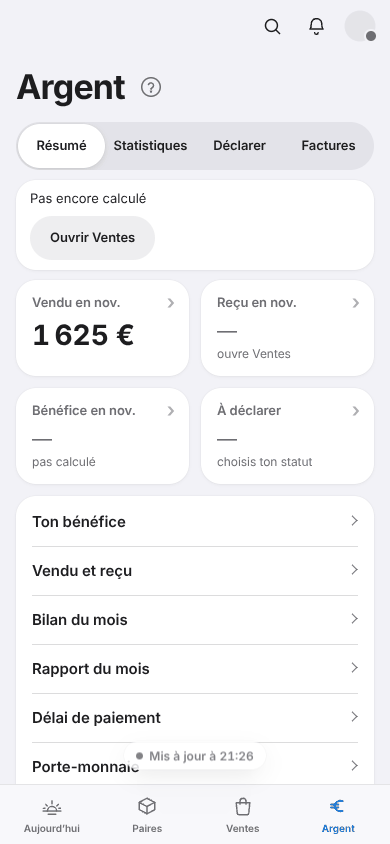 Argent ?
Résumé Statistiques Déclarer Factures
Pas encore calculé
Ouvrir Ventes
Vendu en nov.
1 625 €
Reçu en nov.
—
ouvre Ventes
Bénéfice en nov.
—
pas calculé
À déclarer
—
choisis ton statut
Ton bénéfice
Vendu et reçu
Bilan du mois
Rapport du mois
Délai de paiement
Mis à jour à 21:26
Porte-monnaie
Aujourd'hui Paires Ventes Argent